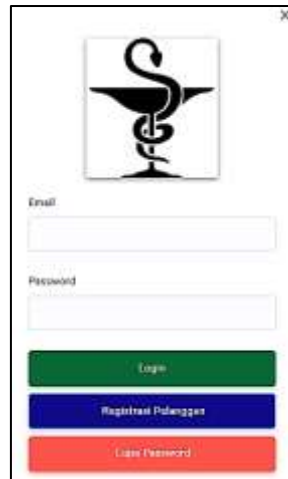 X
Email
Password
Login
Registrasi Pelanggan
Lupa Password